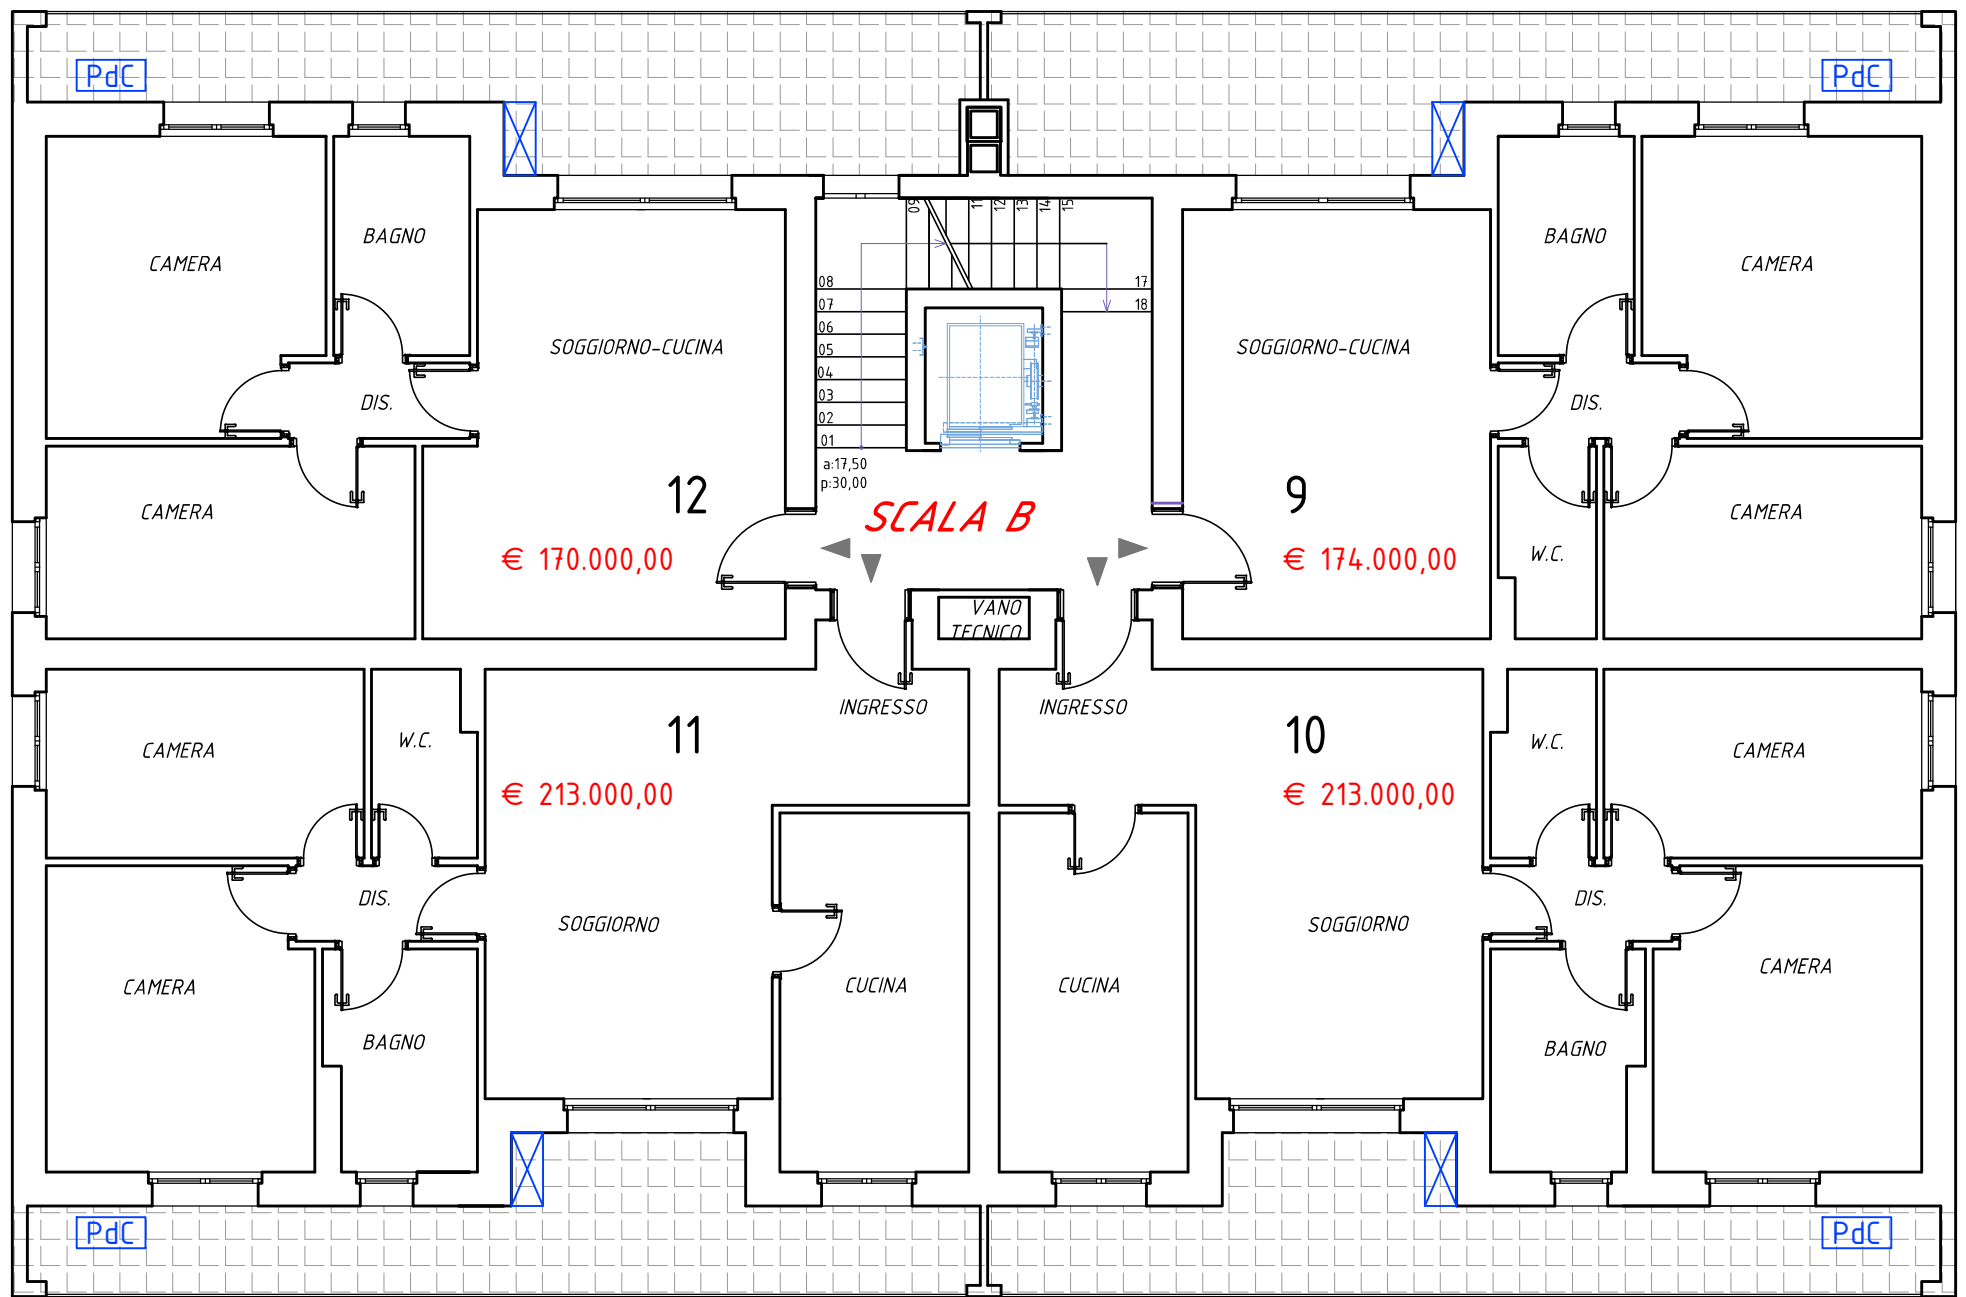 PdC
PdC
09
11
12
13
14
15
BAGNO
BAGNO
CAMERA
CAMERA
08
17
07
18
06
SOGGIORNO-CUCINA
05
SOGGIORNO-CUCINA
04
03
DIS.
DIS.
02
01
a:17,50
p:30,00
12
9
CAMERA
SCALA B
CAMERA
€ 170.000,00
€ 174.000,00
W.C.
VANO
TECNICO
INGRESSO
INGRESSO
11
10
CAMERA
W.C.
W.C.
CAMERA
€ 213.000,00
€ 213.000,00
DIS.
DIS.
SOGGIORNO
SOGGIORNO
CAMERA
CUCINA
CUCINA
CAMERA
BAGNO
BAGNO
PdC
PdC